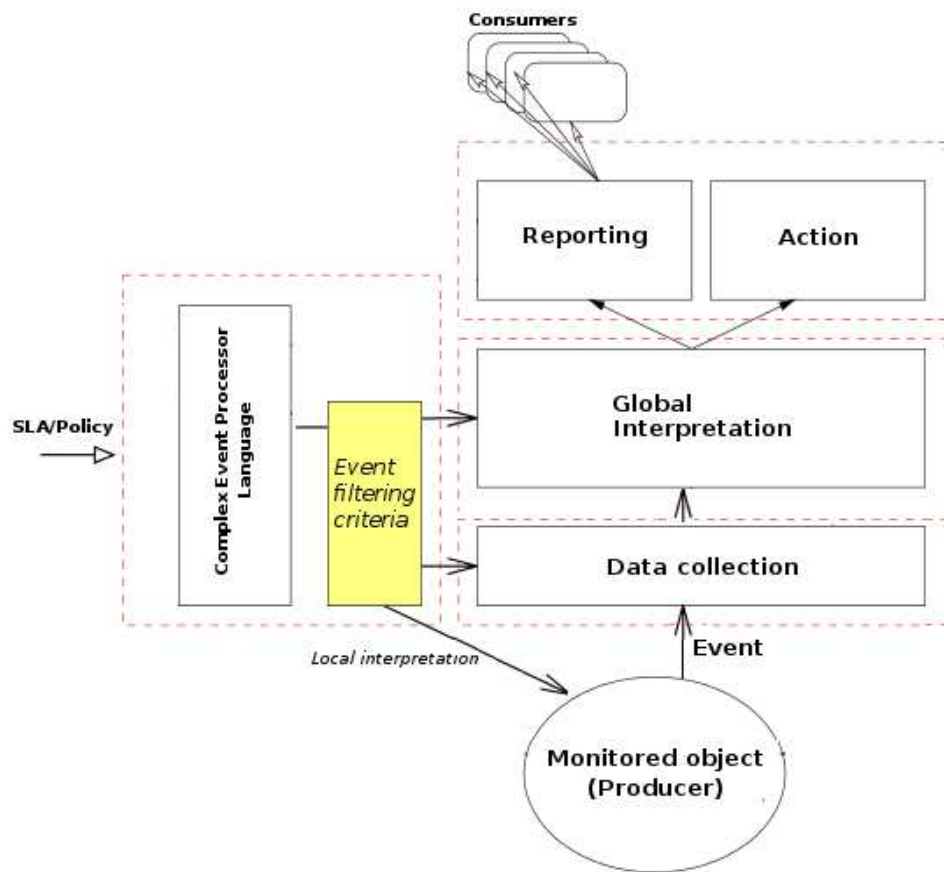 Consumers
Reporting
Action
SLA/Policy
Complex Event Processor
Language
Event
filtering
criteria
Global
Interpretation
Data collection
Local interpretation
Event
Monitored object
(Producer)